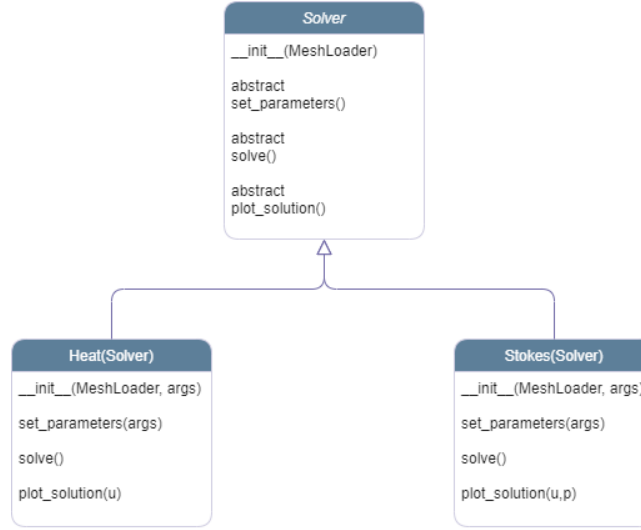 Solver
__init__(MeshLoader)
abstract
set_parameters()
abstract
solve()
abstract
plot_solution()
Heat(Solver)
__init__(MeshLoader, args)
set_parameters(args)
solve()
plot_solution(u)
Stokes(Solver)
__init__(MeshLoader, args)
set_parameters(args)
solve()
plot_solution(u,p)